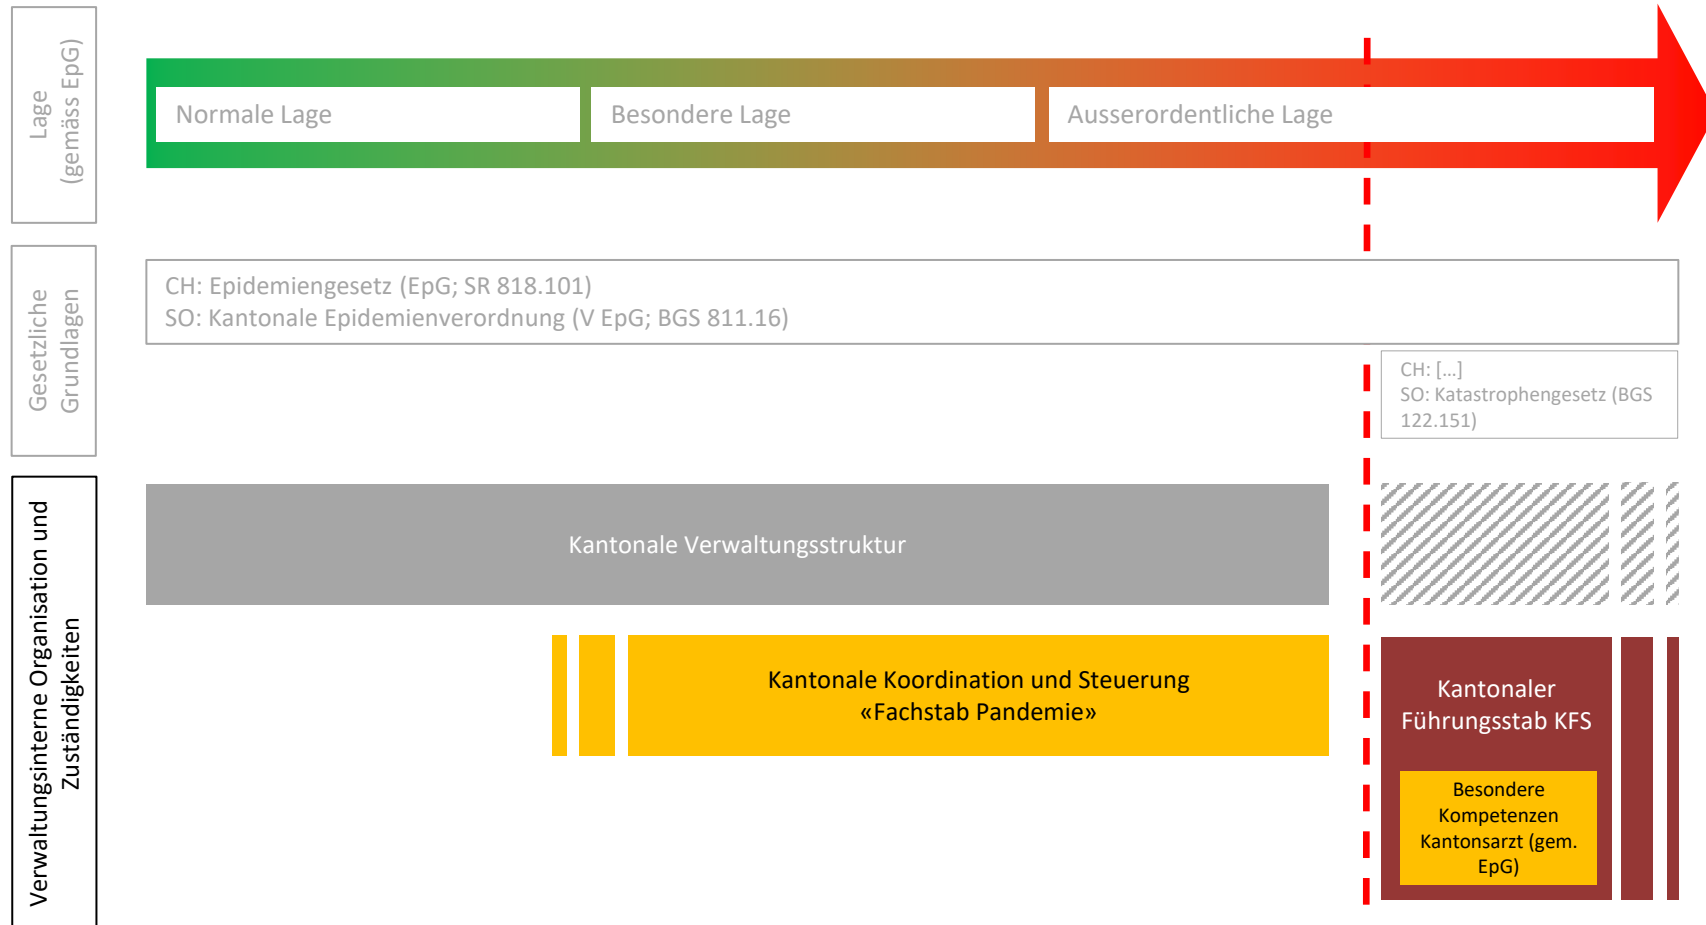 Lage
(gemäss EpG)
Normale Lage
Besondere Lage
Ausserordentliche Lage
Gesetzliche
Grundlagen
CH: Epidemiengesetz (EpG; SR 818.101)
SO: Kantonale Epidemienverordnung (V EpG; BGS 811.16)
CH: [...]
SO: Katastrophengesetz (BGS
122.151)
Verwaltungsinterne Organisation und
Zuständigkeiten
Kantonale Verwaltungsstruktur
Kantonale Koordination und Steuerung
«Fachstab Pandemie»
Kantonaler
Führungsstab KFS
Besondere
Kompetenzen
Kantonsarzt (gem.
EpG)